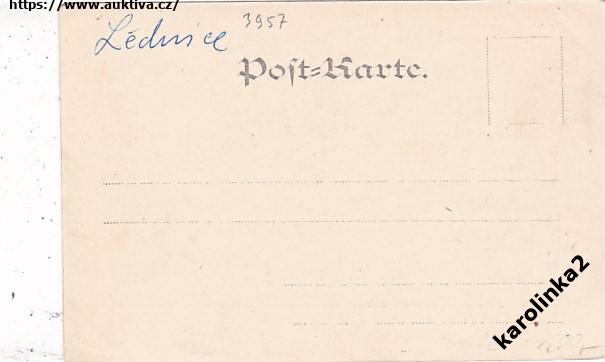 https://www.auktiva.cz/
Lednice
3957
Post=Karte.
karolinka2